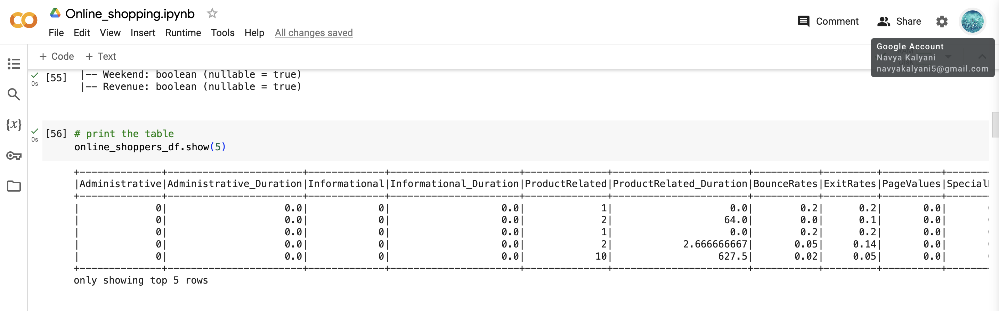 Online_shopping.ipynb
File Edit View Insert Runtime Tools Help All changes saved
Comment Share
Google Account
Navya Kalyani
navyakalyani5@gmail.com
+ Code + Text
[55] |-- Weekend: boolean (nullable = true)
0s
|-- Revenue: boolean (nullable = true)
{x}
[56] # print the table
0s
online_shoppers_df.show(5)
+--------------+-----------------------+-------------+----------------------+--------------+-----------------------+-----------+---------+----------+-------
|Administrative|Administrative_Duration|Informational|Informational_Duration|ProductRelated|ProductRelated_Duration|BounceRates|ExitRates|PageValues|Special
+--------------+-----------------------+-------------+----------------------+--------------+-----------------------+-----------+---------+----------+-------
| 0| 0.0| 0| 0.0| 1| 0.0| 0.2| 0.2| 0.0|
| 0| 0.0| 0| 0.0| 2| 64.0| 0.0| 0.1| 0.0|
| 0| 0.0| 0| 0.0| 1| 0.0| 0.2| 0.2| 0.0|
| 0| 0.0| 0| 0.0| 2| 2.666666667| 0.05| 0.14| 0.0|
| 0| 0.0| 0| 0.0| 10| 627.5| 0.02| 0.05| 0.0|
+--------------+-----------------------+-------------+----------------------+--------------+-----------------------+-----------+---------+----------+-------
only showing top 5 rows